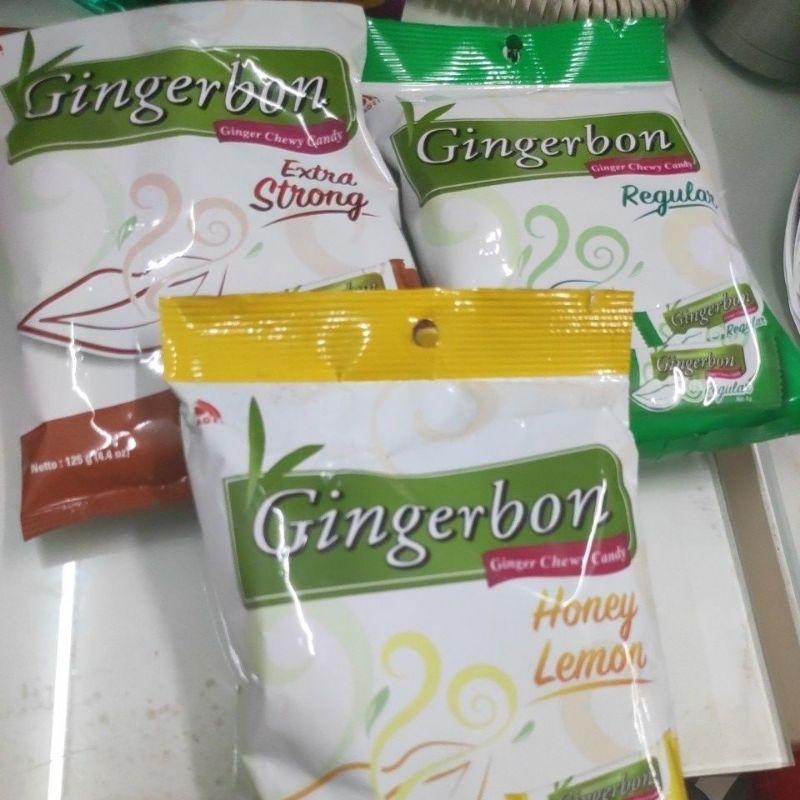 Gingerbon
Ginger Chewy Candy
Extra
Strong
Netto : 125 g (4.4 oz)
Gingerbon
Ginger Chewy Candy
Regular
Gingerbon
Regular
Gingerbon
Regular
Gingerbon
Ginger Chewy Candy
Honey
Lemon
Gingerbon